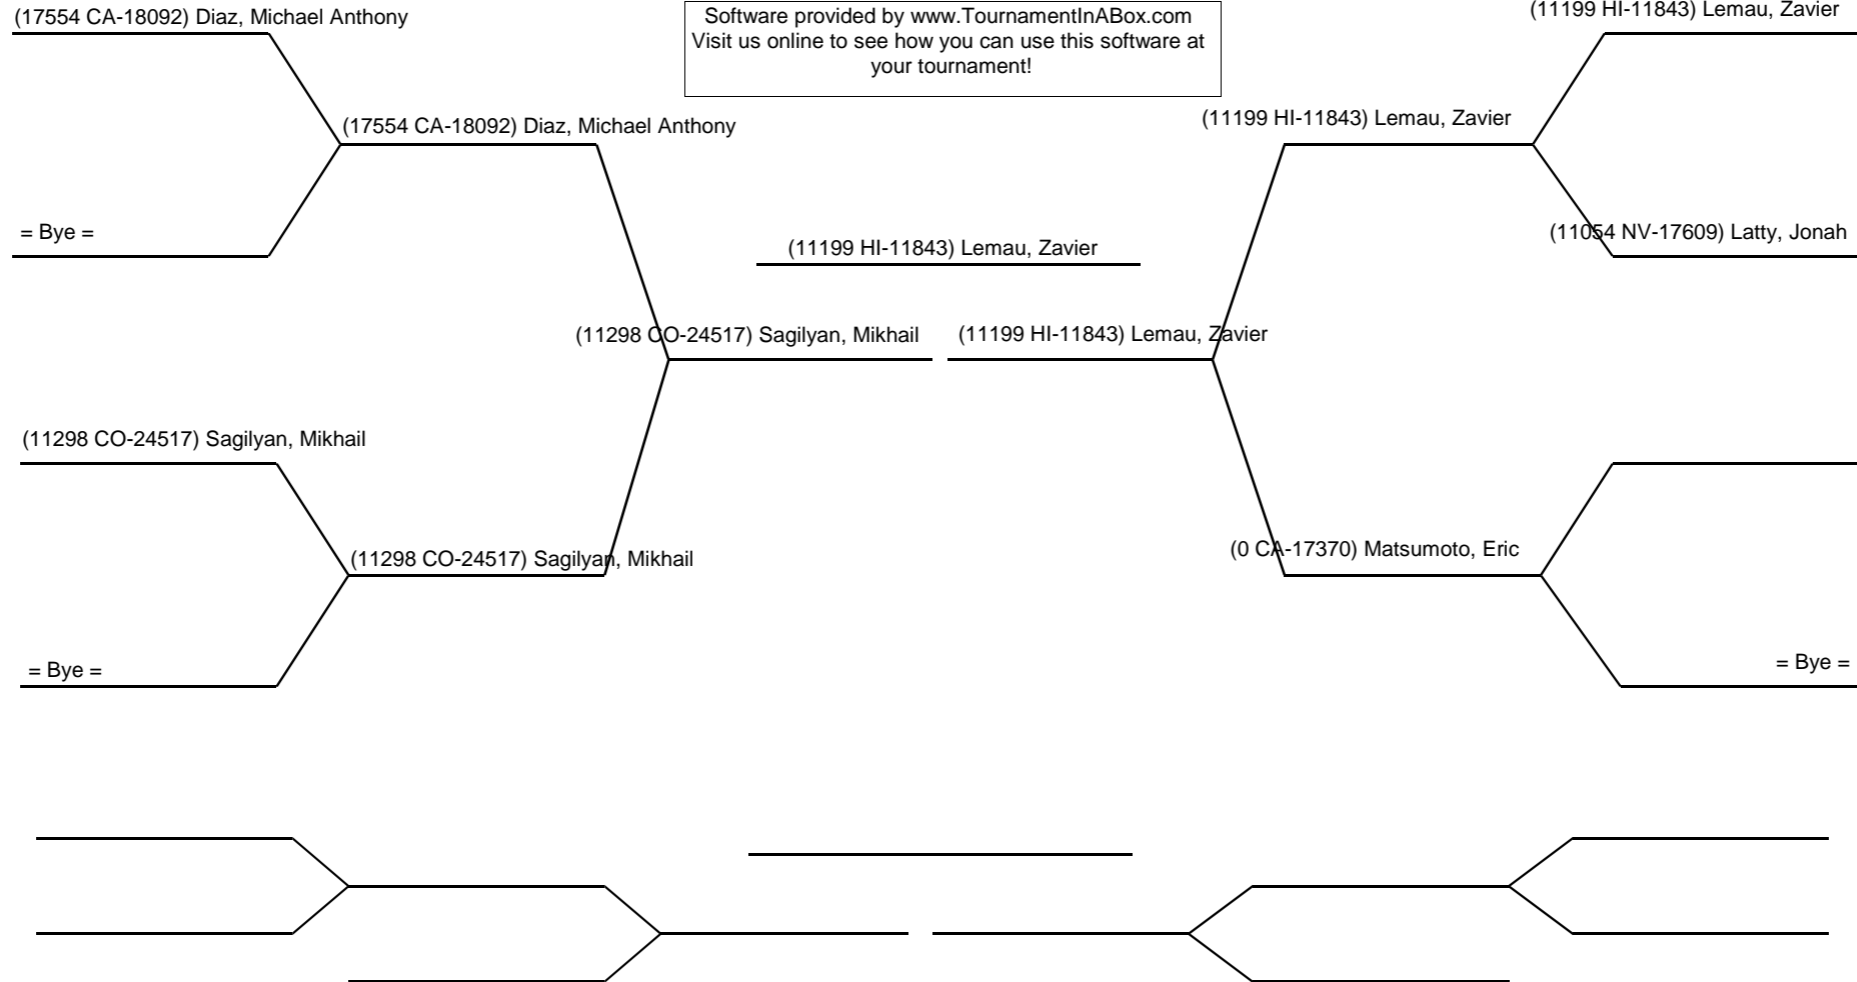 (17554 CA-18092) Diaz, Michael Anthony
Software provided by www.TournamentInABox.com
Visit us online to see how you can use this software at
your tournament!
(11199 HI-11843) Lemau, Zavier
(17554 CA-18092) Diaz, Michael Anthony
(11199 HI-11843) Lemau, Zavier
= Bye =
(11199 HI-11843) Lemau, Zavier
(11054 NV-17609) Latty, Jonah
(11298 CO-24517) Sagilyan, Mikhail
(11199 HI-11843) Lemau, Zavier
(11298 CO-24517) Sagilyan, Mikhail
(11298 CO-24517) Sagilyan, Mikhail
(0 CA-17370) Matsumoto, Eric
= Bye =
= Bye =